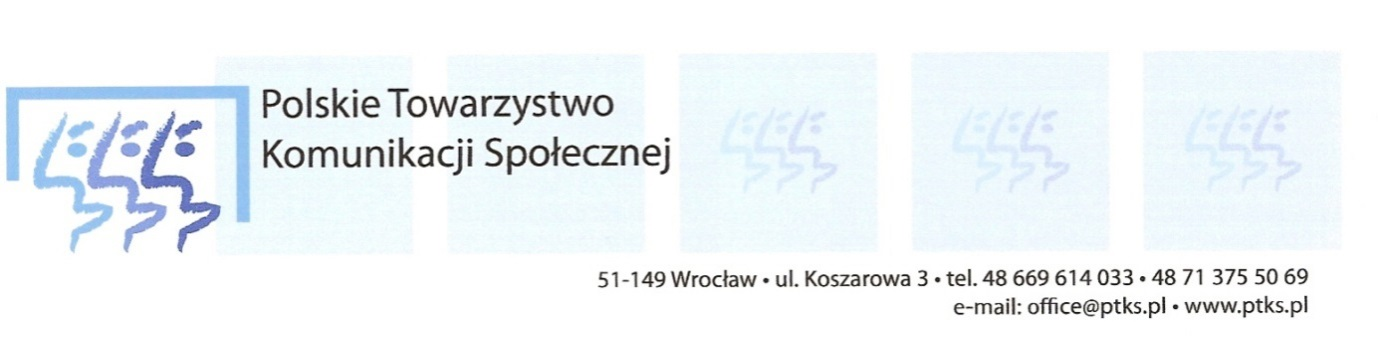 Polskie Towarzystwo
Komunikacji Społecznej
51-149 Wrocław • ul. Koszarowa 3 • tel. 48 669 614 033 • 48 71 375 50 69
e-mail: office@ptks.pl • www.ptks.pl